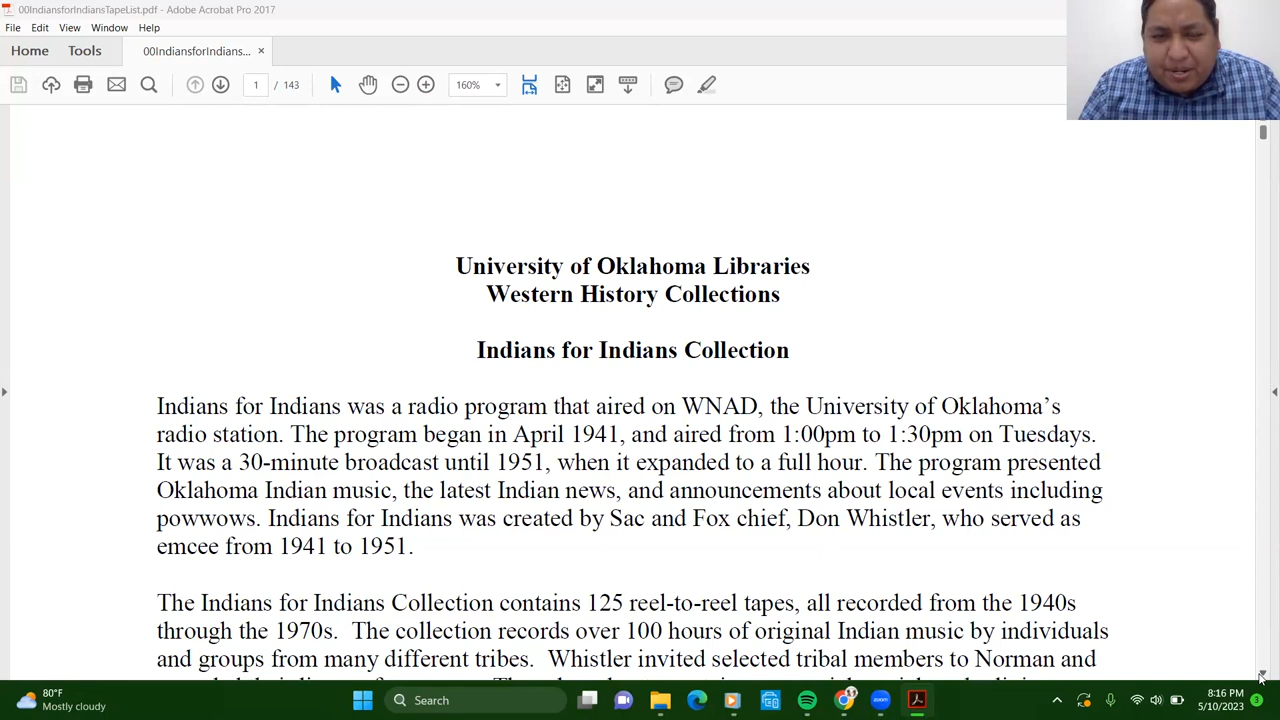 00IndiansforIndiansTapeList.pdf - Adobe Acrobat Pro 2017
File Edit View Window Help
Home Tools 00IndiansforIndians... ×
1 / 143 160%
University of Oklahoma Libraries
Western History Collections
Indians for Indians Collection
Indians for Indians was a radio program that aired on WNAD, the University of Oklahoma's
radio station. The program began in April 1941, and aired from 1:00pm to 1:30pm on Tuesdays.
It was a 30-minute broadcast until 1951, when it expanded to a full hour. The program presented
Oklahoma Indian music, the latest Indian news, and announcements about local events including
powwows. Indians for Indians was created by Sac and Fox chief, Don Whistler, who served as
emcee from 1941 to 1951.
The Indians for Indians Collection contains 125 reel-to-reel tapes, all recorded from the 1940s
through the 1970s. The collection records over 100 hours of original Indian music by individuals
and groups from many different tribes. Whistler invited selected tribal members to Norman and
80°F
Mostly cloudy
Search
zoom
8:16 PM
5/10/2023
3